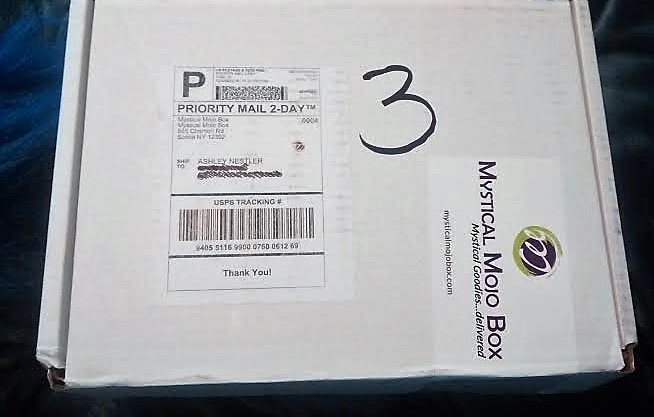 P
PRIORITY MAIL 2-DAY™
Mystical Mojo Box
Mystical Mojo Box
0004
Scotia NY 12302
SHIP TO:
ASHLEY NESTLER
USPS TRACKING #
9405 5116 9900 0760 0612 69
Thank You!
3
MYSTICAL MOJO BOX
Mystical Goodies...delivered
mysticalmojobox.com